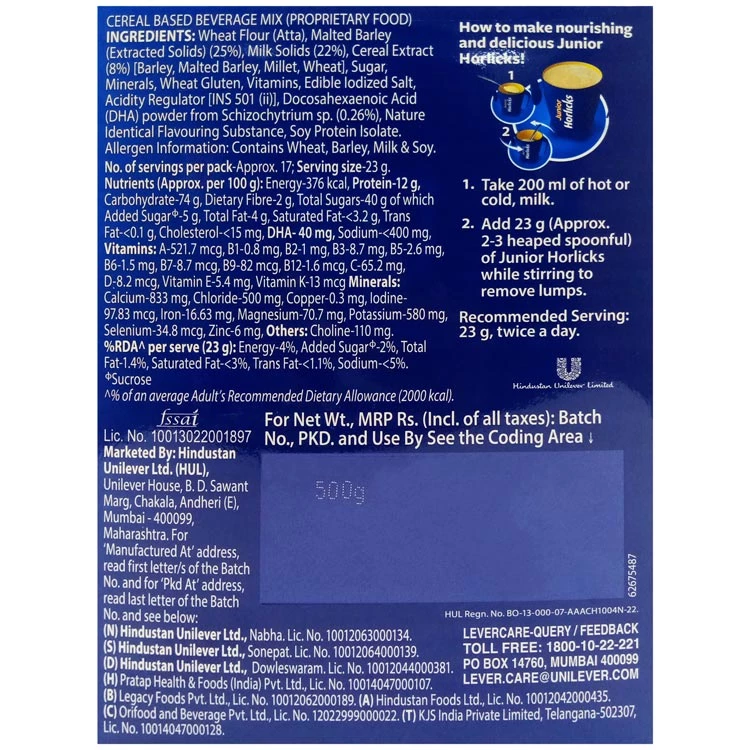 CEREAL BASED BEVERAGE MIX (PROPRIETARY FOOD)
INGREDIENTS: Wheat Flour (Atta), Malted Barley
(Extracted Solids) (25%), Milk Solids (22%), Cereal Extract
(8%) [Barley, Malted Barley, Millet, Wheat], Sugar,
Minerals, Wheat Gluten, Vitamins, Edible Iodized Salt,
Acidity Regulator [INS 501 (ii)], Docosahexaenoic Acid
(DHA) powder from Schizochytrium sp. (0.26%), Nature
Identical Flavouring Substance, Soy Protein Isolate.
Allergen Information: Contains Wheat, Barley, Milk & Soy.
No. of servings per pack-Approx. 17; Serving size-23 g.
Nutrients (Approx. per 100 g): Energy-376 kcal, Protein-12 g,
Carbohydrate-74 g, Dietary Fibre-2 g, Total Sugars-40 g of which
Added Sugar⌽-5 g, Total Fat-4 g, Saturated Fat-<3.2 g, Trans
Fat-<0.1 g, Cholesterol-<15 mg, DHA- 40 mg, Sodium-<400 mg,
Vitamins: A-521.7 mcg, B1-0.8 mg, B2-1 mg, B3-8.7 mg, B5-2.6 mg,
B6-1.5 mg, B7-8.7 mcg, B9-82 mcg, B12-1.6 mcg, C-65.2 mg,
D-8.2 mcg, Vitamin E-5.4 mg, Vitamin K-13 mcg Minerals:
Calcium-833 mg, Chloride-500 mg, Copper-0.3 mg, Iodine-
97.83 mcg, Iron-16.63 mg, Magnesium-70.7 mg, Potassium-580 mg,
Selenium-34.8 mcg, Zinc-6 mg, Others: Choline-110 mg.
%RDA^ per serve (23 g): Energy-4%, Added Sugar⌽-2%, Total
Fat-1.4%, Saturated Fat-<3%, Trans Fat-<1.1%, Sodium-<5%.
⌽Sucrose
^% of an average Adult's Recommended Dietary Allowance (2000 kcal).
How to make nourishing
and delicious Junior
Horlicks!
1
2
Junior
Horlicks
1. Take 200 ml of hot or
cold, milk.
2. Add 23 g (Approx.
2-3 heaped spoonful)
of Junior Horlicks
while stirring to
remove lumps.
Recommended Serving:
23 g, twice a day.
Hindustan Unilever Limited
fssai
Lic. No. 10013022001897
For Net Wt., MRP Rs. (Incl. of all taxes): Batch
No., PKD. and Use By See the Coding Area ↓
500g
Marketed By: Hindustan
Unilever Ltd. (HUL),
Unilever House, B. D. Sawant
Marg, Chakala, Andheri (E),
Mumbai - 400099,
Maharashtra. For
'Manufactured At' address,
read first letter/s of the Batch
No. and for 'Pkd At' address,
read last letter of the Batch
No. and see below:
(N) Hindustan Unilever Ltd., Nabha. Lic. No. 10012063000134.
(S) Hindustan Unilever Ltd., Sonepat. Lic. No. 10012064000139.
(D) Hindustan Unilever Ltd., Dowleswaram. Lic. No. 10012044000381.
(H) Pratap Health & Foods (India) Pvt. Ltd., Lic. No. 10014047000107.
(B) Legacy Foods Pvt. Ltd., Lic. No. 10012062000189. (A) Hindustan Foods Ltd., Lic. No. 10012042000435.
(C) Orifood and Beverage Pvt. Ltd., Lic. No. 12022999000022. (T) KJS India Private Limited, Telangana-502307,
Lic. No. 10014047000128.
62675487
HUL Regn. No. BO-13-000-07-AAACH1004N-22.
LEVERCARE-QUERY / FEEDBACK
TOLL FREE: 1800-10-22-221
PO BOX 14760, MUMBAI 400099
LEVER.CARE@UNILEVER.COM